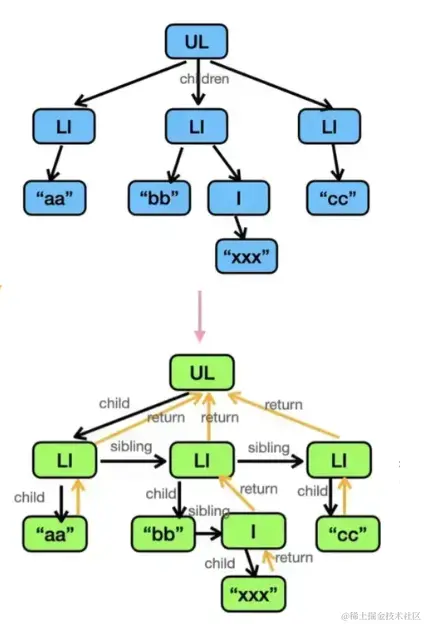 UL
children
LI
LI
LI
“aa”
“bb”
I
“cc”
“xxx”
UL
child
return
return
return
LI
sibling
LI
sibling
LI
child
child
return
child
sibling
“aa”
“bb”
I
“cc”
child
return
“xxx”
@稀土掘金技术社区